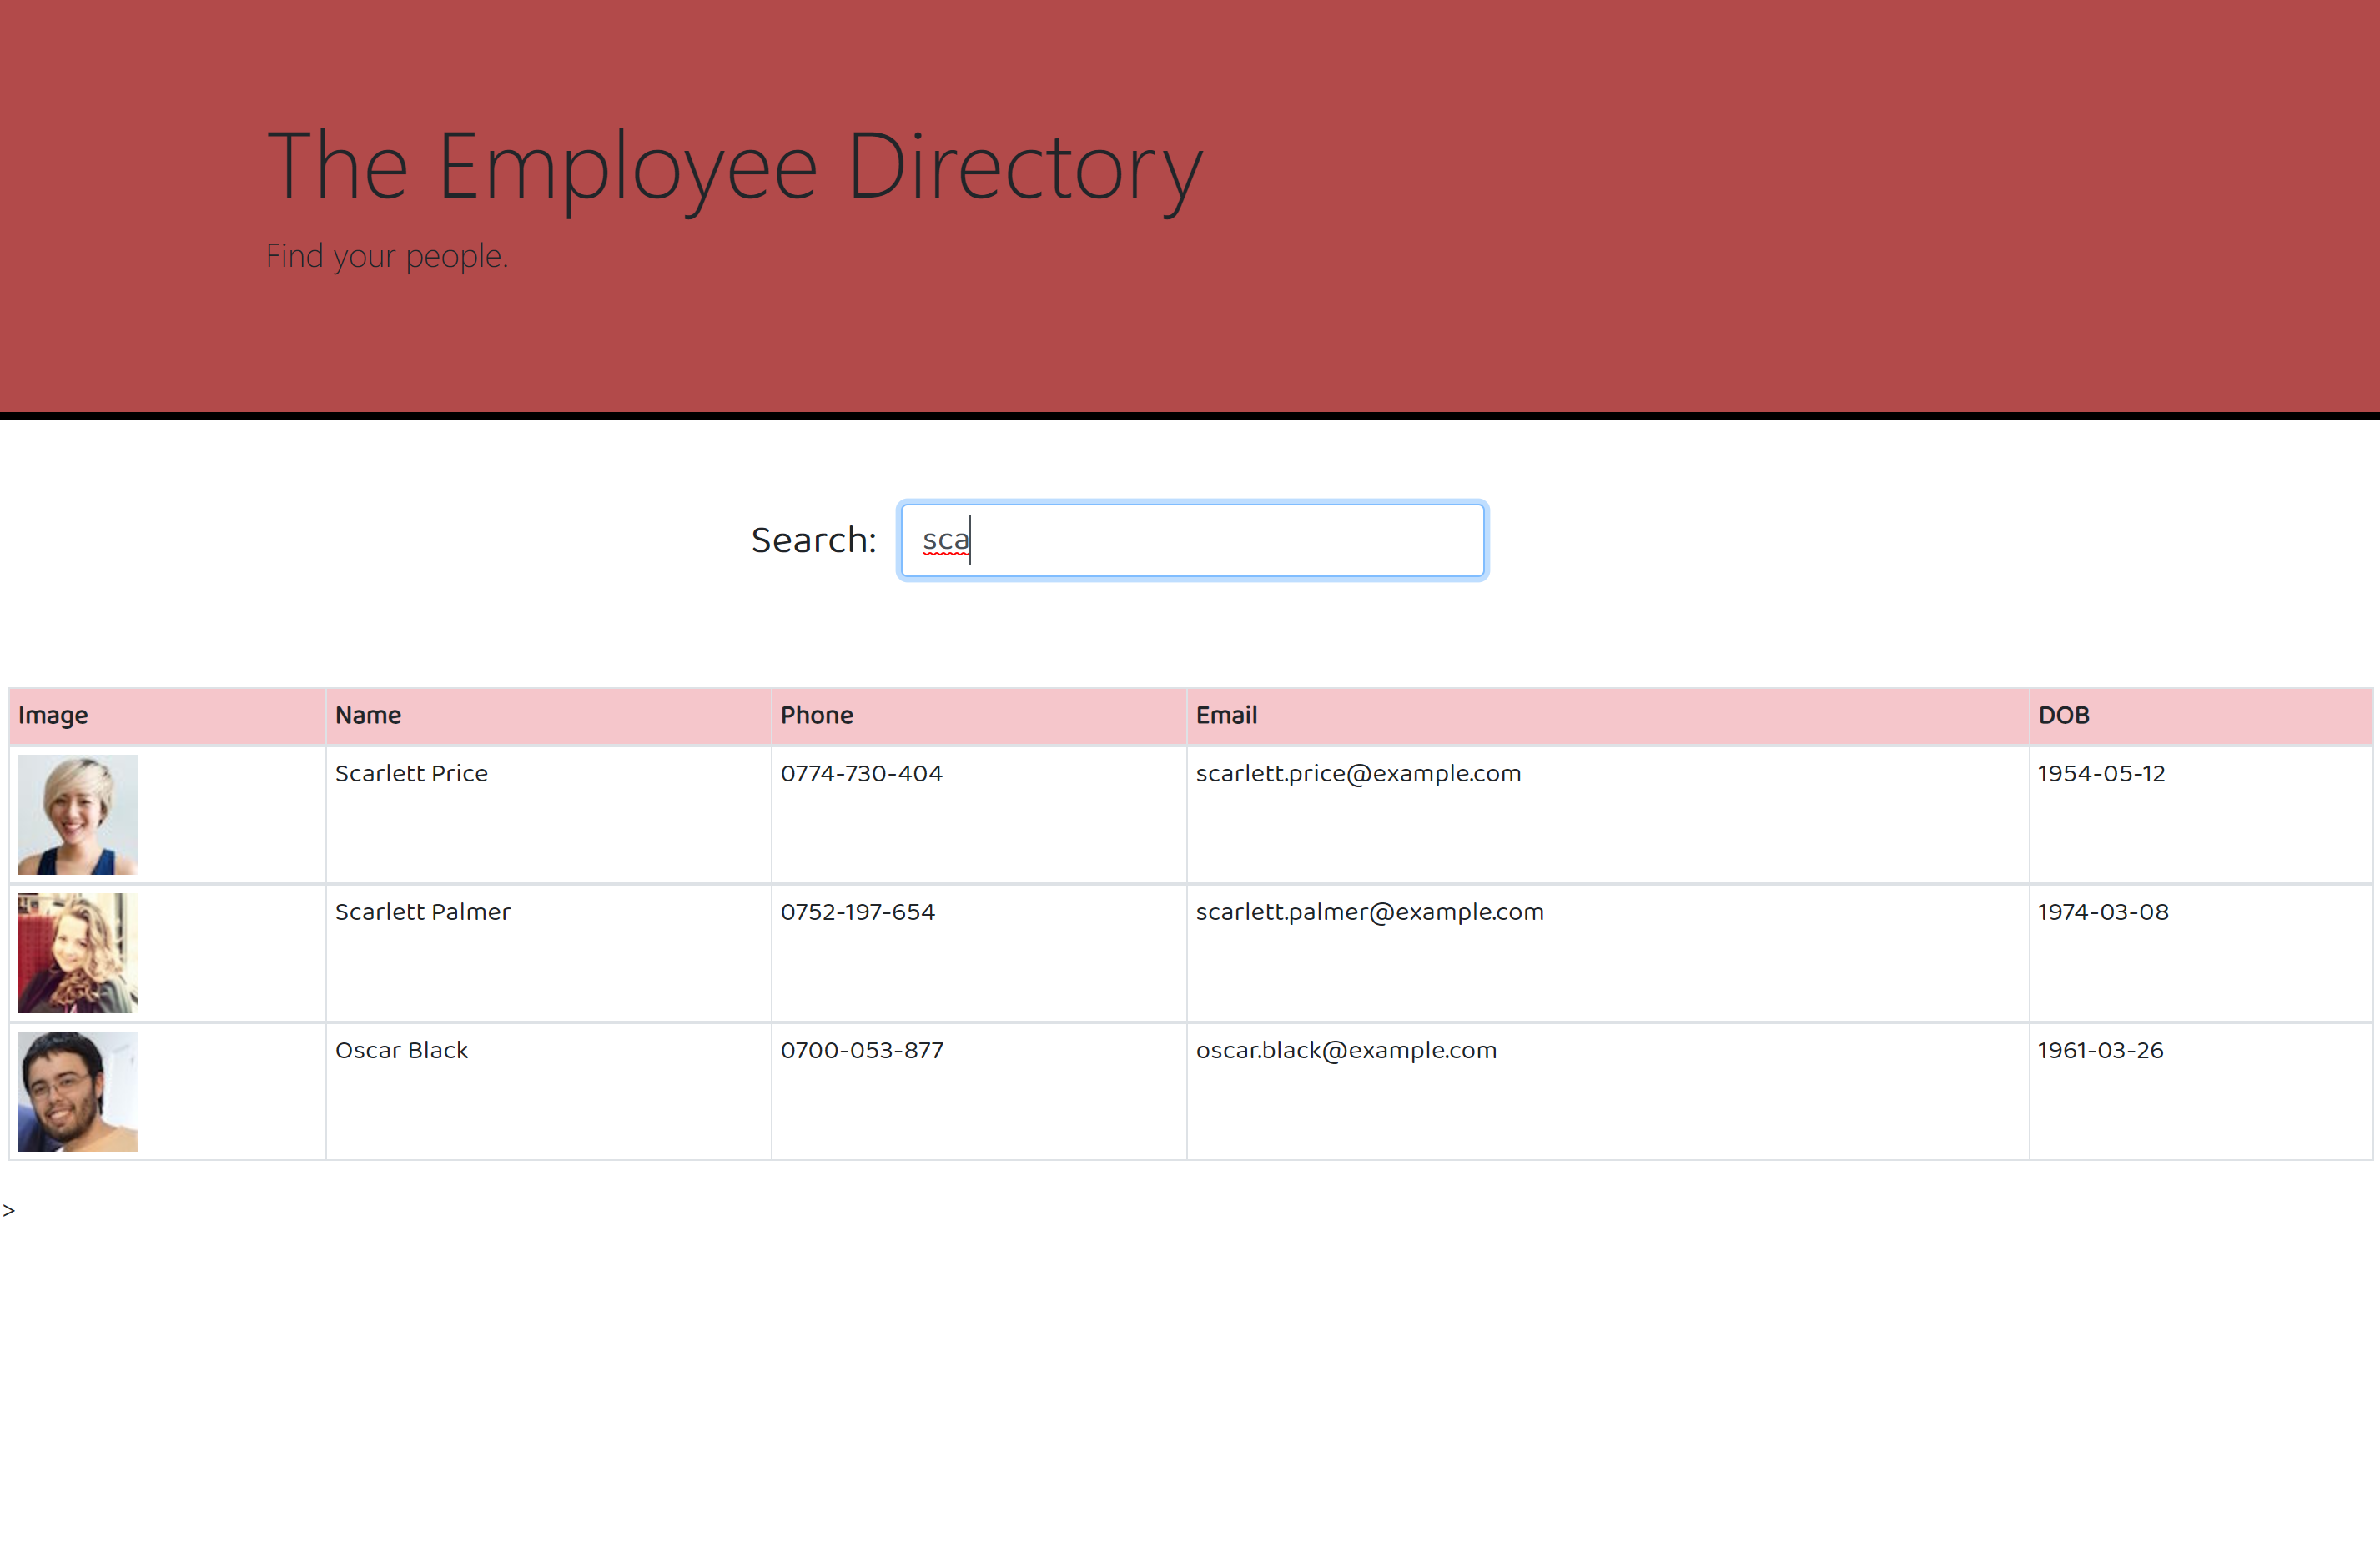 The Employee Directory
Find your people.
Search: sca
Image Name Phone Email DOB
Scarlett Price 0774-730-404 scarlett.price@example.com 1954-05-12
Scarlett Palmer 0752-197-654 scarlett.palmer@example.com 1974-03-08
Oscar Black 0700-053-877 oscar.black@example.com 1961-03-26
>